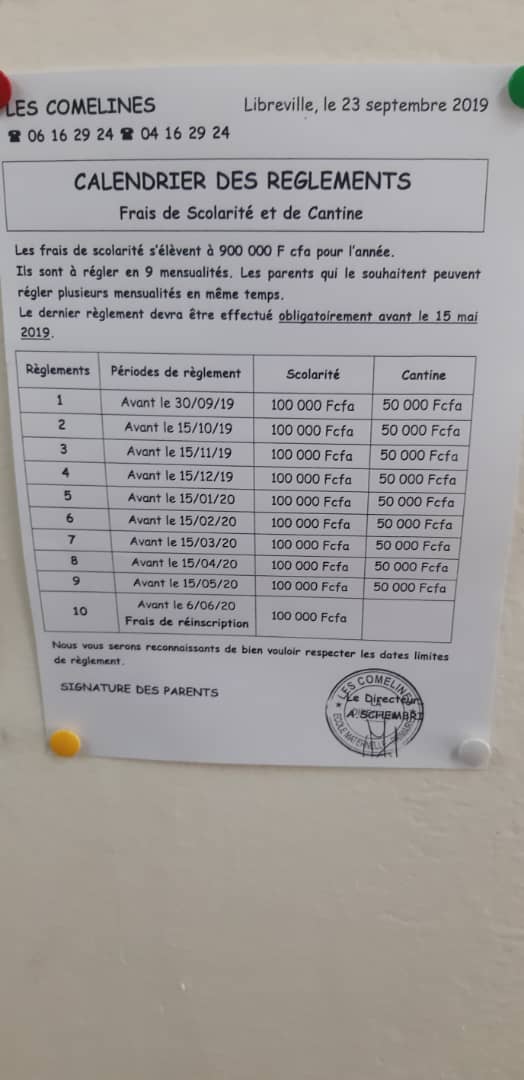 LES COMELINES Libreville, le 23 septembre 2019
☎ 06 16 29 24 ☎ 04 16 29 24
CALENDRIER DES REGLEMENTS
Frais de Scolarité et de Cantine
Les frais de scolarité s'élèvent à 900 000 F cfa pour l'année.
Ils sont à régler en 9 mensualités. Les parents qui le souhaitent peuvent
régler plusieurs mensualités en même temps.
Le dernier règlement devra être effectué obligatoirement avant le 15 mai
2019.
Règlements Périodes de règlement Scolarité Cantine
1 Avant le 30/09/19 100 000 Fcfa 50 000 Fcfa
2 Avant le 15/10/19 100 000 Fcfa 50 000 Fcfa
3 Avant le 15/11/19 100 000 Fcfa 50 000 Fcfa
4 Avant le 15/12/19 100 000 Fcfa 50 000 Fcfa
5 Avant le 15/01/20 100 000 Fcfa 50 000 Fcfa
6 Avant le 15/02/20 100 000 Fcfa 50 000 Fcfa
7 Avant le 15/03/20 100 000 Fcfa 50 000 Fcfa
8 Avant le 15/04/20 100 000 Fcfa 50 000 Fcfa
9 Avant le 15/05/20 100 000 Fcfa 50 000 Fcfa
10 Avant le 6/06/20 100 000 Fcfa
Frais de réinscription
Nous vous serons reconnaissants de bien vouloir respecter les dates limites
de règlement.
SIGNATURE DES PARENTS
LES COMELINES
Le Directeur
A.SCHEMBRI
ECOLE MATERNELLE